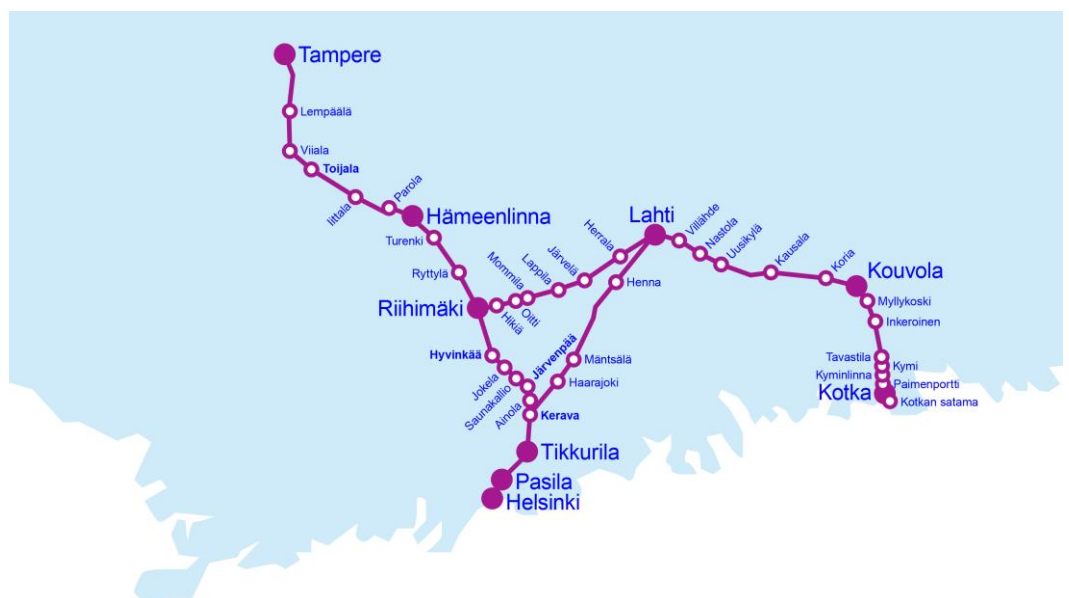 Tampere
Lempäälä
Viiala
Toijala
Iittala
Parola
Hämeenlinna
Turenki
Ryttylä
Riihimäki
Hikiä
Mommila
Oitti
Lappila
Järvelä
Herrala
Lahti
Villähde
Nastola
Uusikylä
Kausala
Koria
Kouvola
Myllykoski
Inkeroinen
Tavastila
Kymi
Kyminlinna
Paimenportti
Kotka
Kotkan satama
Henna
Mäntsälä
Haarajoki
Hyvinkää
Jokela
Saunakallio
Järvenpää
Ainola
Kerava
Tikkurila
Pasila
Helsinki